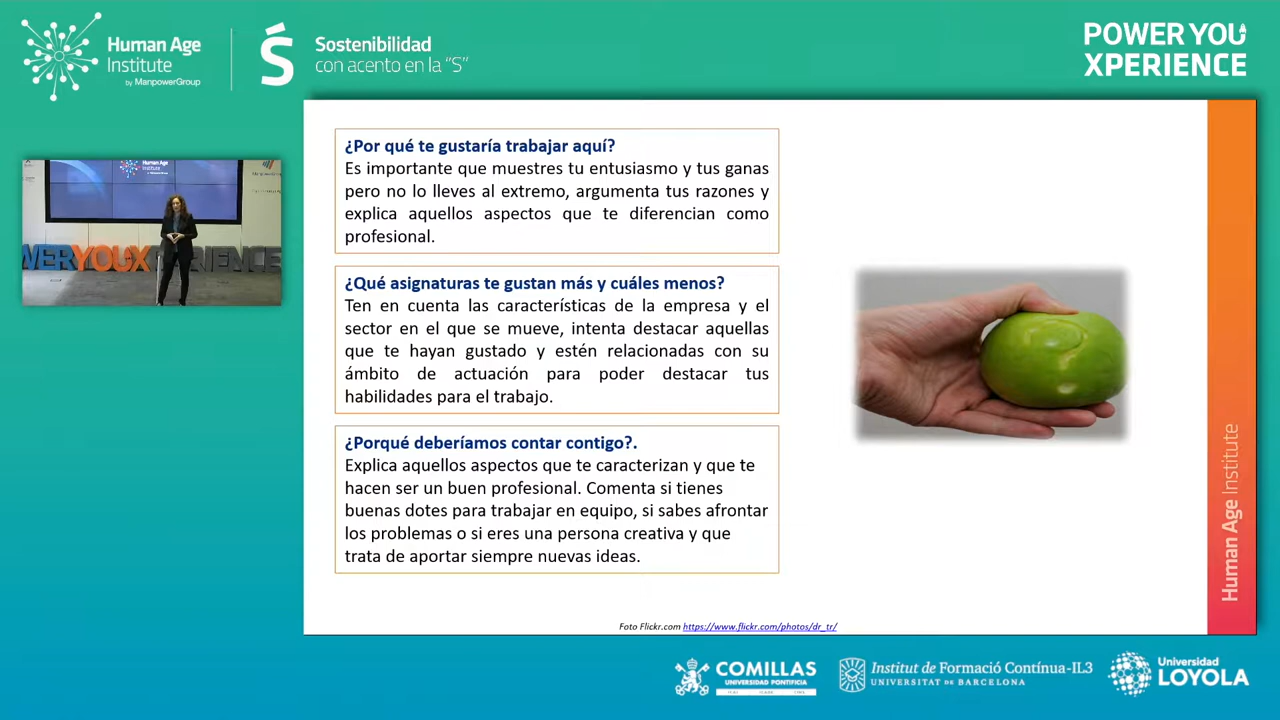 Human Age
Institute
by ManpowerGroup
Ś
Sostenibilidad
con acento en la “S”
POWER YOU
XPERIENCE
Human Age
Institute
WERYOUXPERIENCE
¿Por qué te gustaría trabajar aquí?
Es importante que muestres tu entusiasmo y tus ganas
pero no lo lleves al extremo, argumenta tus razones y
explica aquellos aspectos que te diferencian como
profesional.
¿Qué asignaturas te gustan más y cuáles menos?
Ten en cuenta las características de la empresa y el
sector en el que se mueve, intenta destacar aquellas
que te hayan gustado y estén relacionadas con su
ámbito de actuación para poder destacar tus
habilidades para el trabajo.
¿Porqué deberíamos contar contigo?.
Explica aquellos aspectos que te caracterizan y que te
hacen ser un buen profesional. Comenta si tienes
buenas dotes para trabajar en equipo, si sabes afrontar
los problemas o si eres una persona creativa y que
trata de aportar siempre nuevas ideas.
Foto Flickr.com https://www.flickr.com/photos/dr_tr/
Human Age Institute
COMILLAS
UNIVERSIDAD PONTIFICIA
ICAI ICADE CIHS
Institut de Formació Contínua-IL3
UNIVERSITAT DE BARCELONA
Universidad
LOYOLA